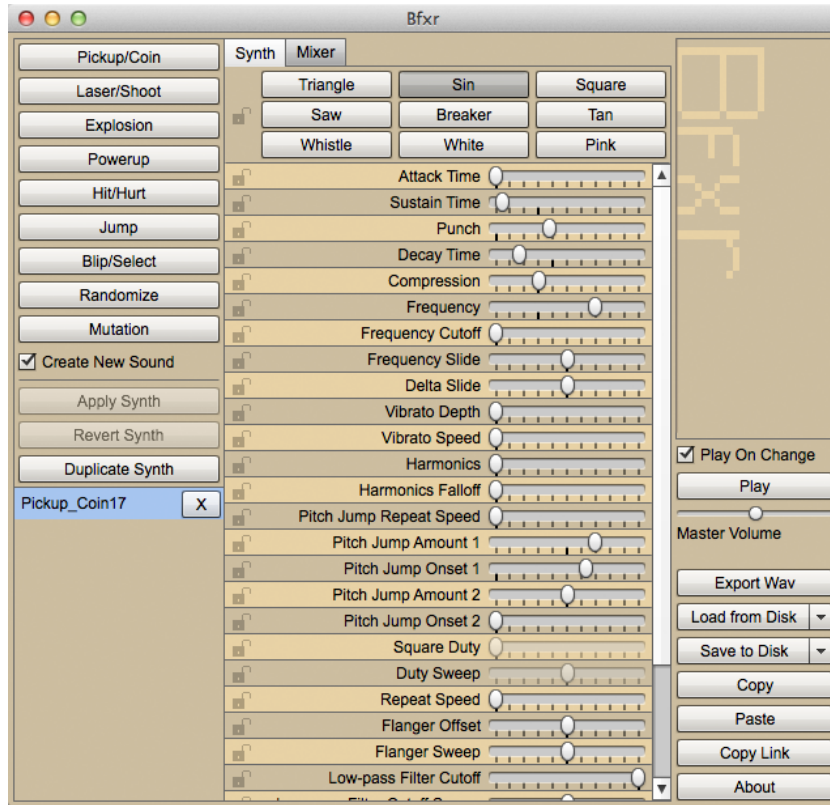 Bfxr
Pickup/Coin
Laser/Shoot
Explosion
Powerup
Hit/Hurt
Jump
Blip/Select
Randomize
Mutation
Create New Sound
Apply Synth
Revert Synth
Duplicate Synth
Pickup_Coin17 X
Synth Mixer
Triangle Sin Square
Saw Breaker Tan
Whistle White Pink
Attack Time
Sustain Time
Punch
Decay Time
Compression
Frequency
Frequency Cutoff
Frequency Slide
Delta Slide
Vibrato Depth
Vibrato Speed
Harmonics
Harmonics Falloff
Pitch Jump Repeat Speed
Pitch Jump Amount 1
Pitch Jump Onset 1
Pitch Jump Amount 2
Pitch Jump Onset 2
Square Duty
Duty Sweep
Repeat Speed
Flanger Offset
Flanger Sweep
Low-pass Filter Cutoff
Bfxr
Play On Change
Play
Master Volume
Export Wav
Load from Disk
Save to Disk
Copy
Paste
Copy Link
About